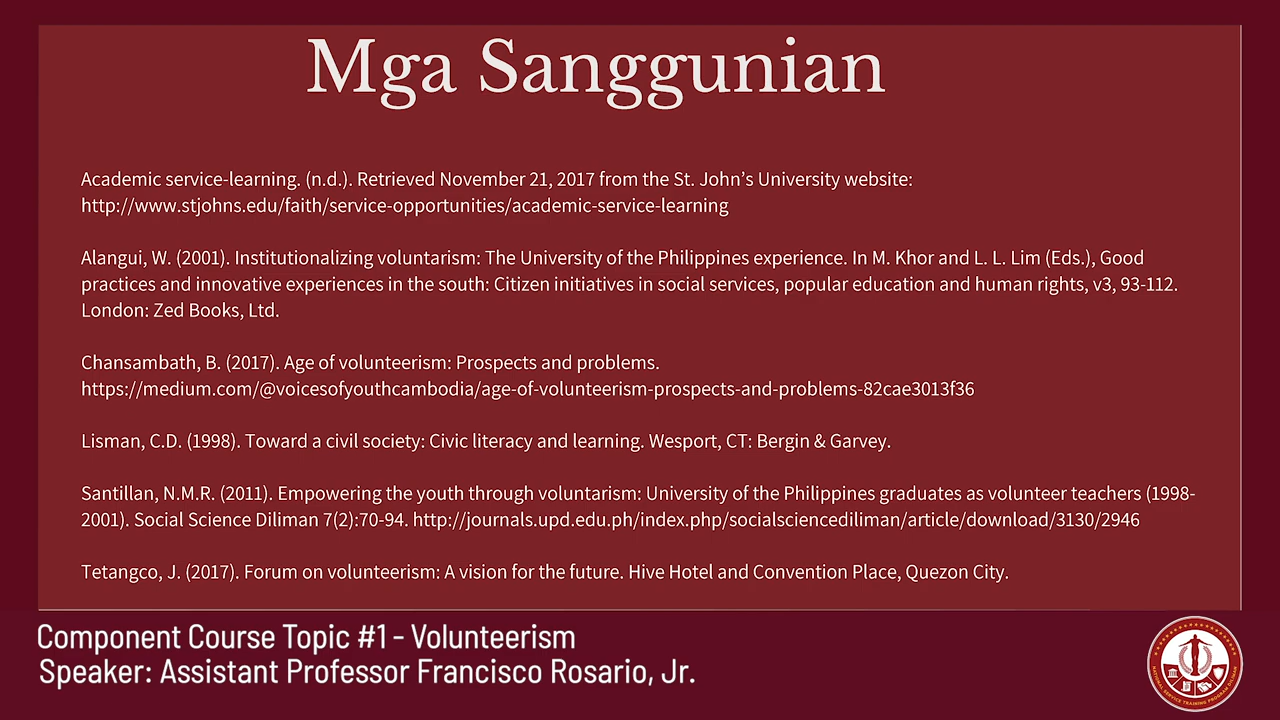 Mga Sanggunian
Academic service-learning. (n.d.). Retrieved November 21, 2017 from the St. John’s University website:
http://www.stjohns.edu/faith/service-opportunities/academic-service-learning
Alangui, W. (2001). Institutionalizing voluntarism: The University of the Philippines experience. In M. Khor and L. L. Lim (Eds.), Good
practices and innovative experiences in the south: Citizen initiatives in social services, popular education and human rights, v3, 93-112.
London: Zed Books, Ltd.
Chansambath, B. (2017). Age of volunteerism: Prospects and problems.
https://medium.com/@voicesofyouthcambodia/age-of-volunteerism-prospects-and-problems-82cae3013f36
Lisman, C.D. (1998). Toward a civil society: Civic literacy and learning. Wesport, CT: Bergin & Garvey.
Santillan, N.M.R. (2011). Empowering the youth through voluntarism: University of the Philippines graduates as volunteer teachers (1998-
2001). Social Science Diliman 7(2):70-94. http://journals.upd.edu.ph/index.php/socialsciencediliman/article/download/3130/2946
Tetangco, J. (2017). Forum on volunteerism: A vision for the future. Hive Hotel and Convention Place, Quezon City.
Component Course Topic #1 - Volunteerism
Speaker: Assistant Professor Francisco Rosario, Jr.
NATIONAL SERVICE TRAINING PROGRAM DILIMAN